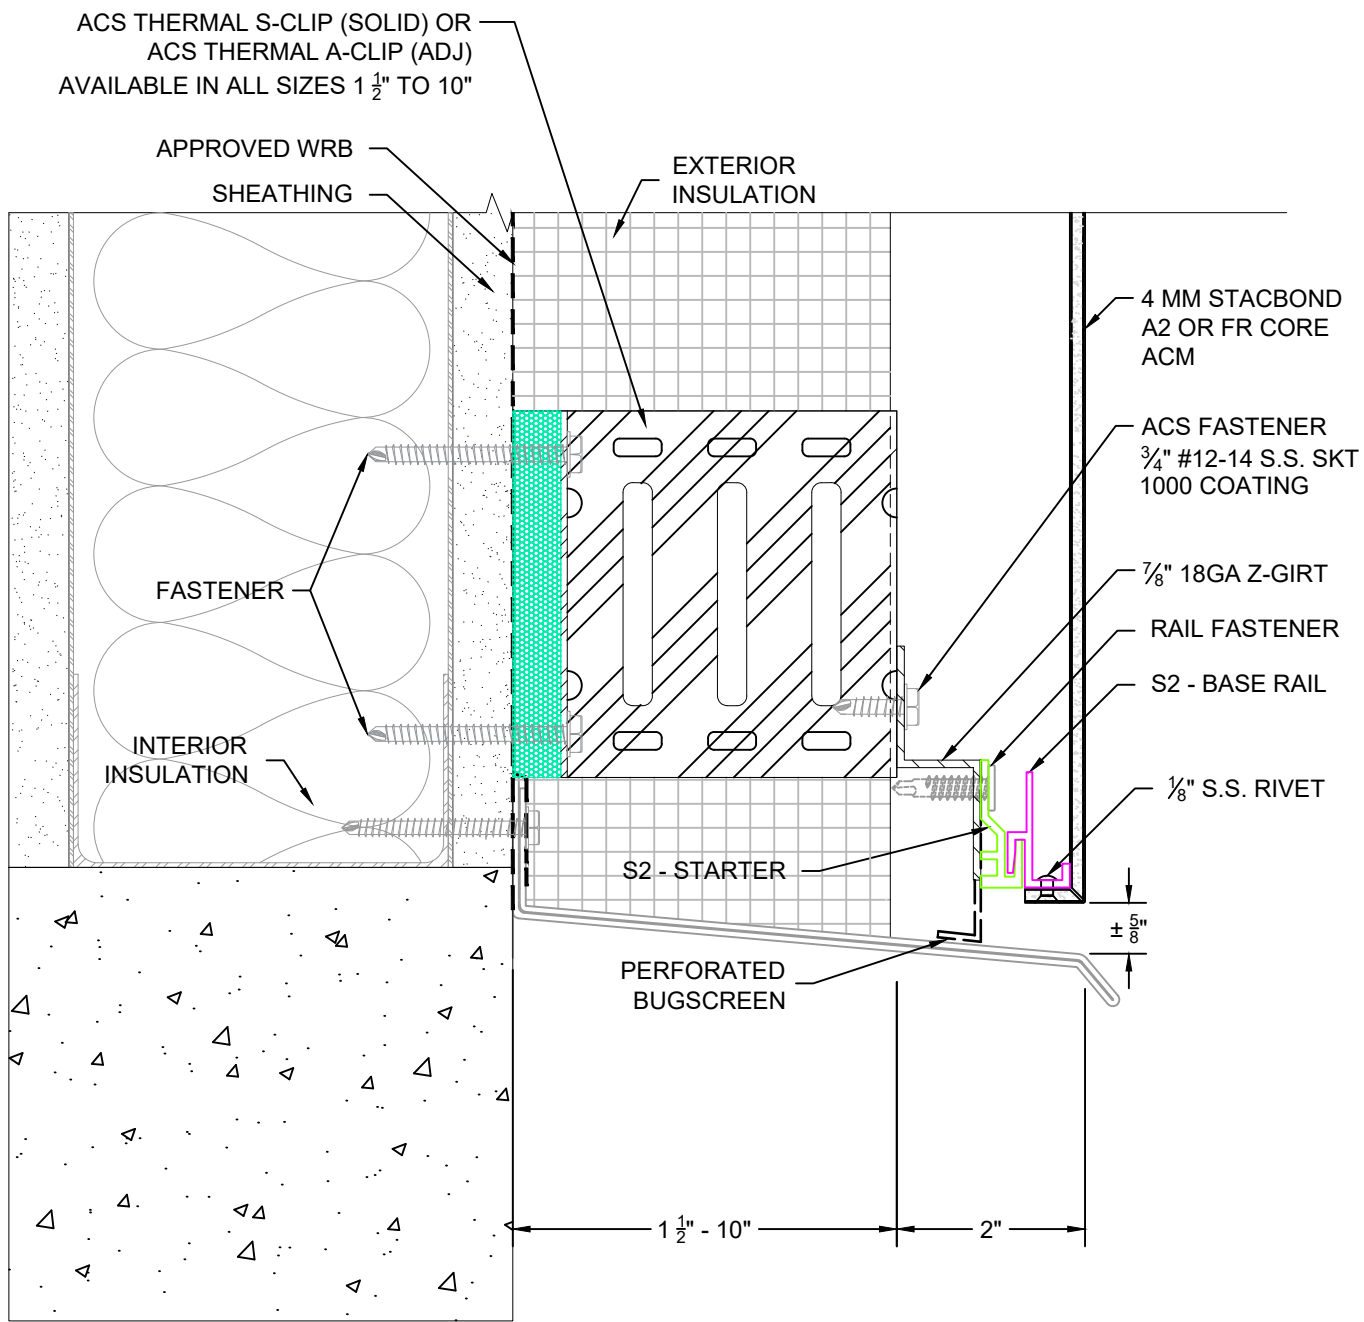 ACS THERMAL S-CLIP (SOLID) OR
ACS THERMAL A-CLIP (ADJ)
AVAILABLE IN ALL SIZES 1 1/2" TO 10"
APPROVED WRB
SHEATHING
EXTERIOR
INSULATION
4 MM STACBOND
A2 OR FR CORE
ACM
ACS FASTENER
3/4" #12-14 S.S. SKT
1000 COATING
7/8" 18GA Z-GIRT
RAIL FASTENER
S2 - BASE RAIL
1/8" S.S. RIVET
FASTENER
INTERIOR
INSULATION
S2 - STARTER
± 5/8"
PERFORATED
BUGSCREEN
1 1/2" - 10"
2"